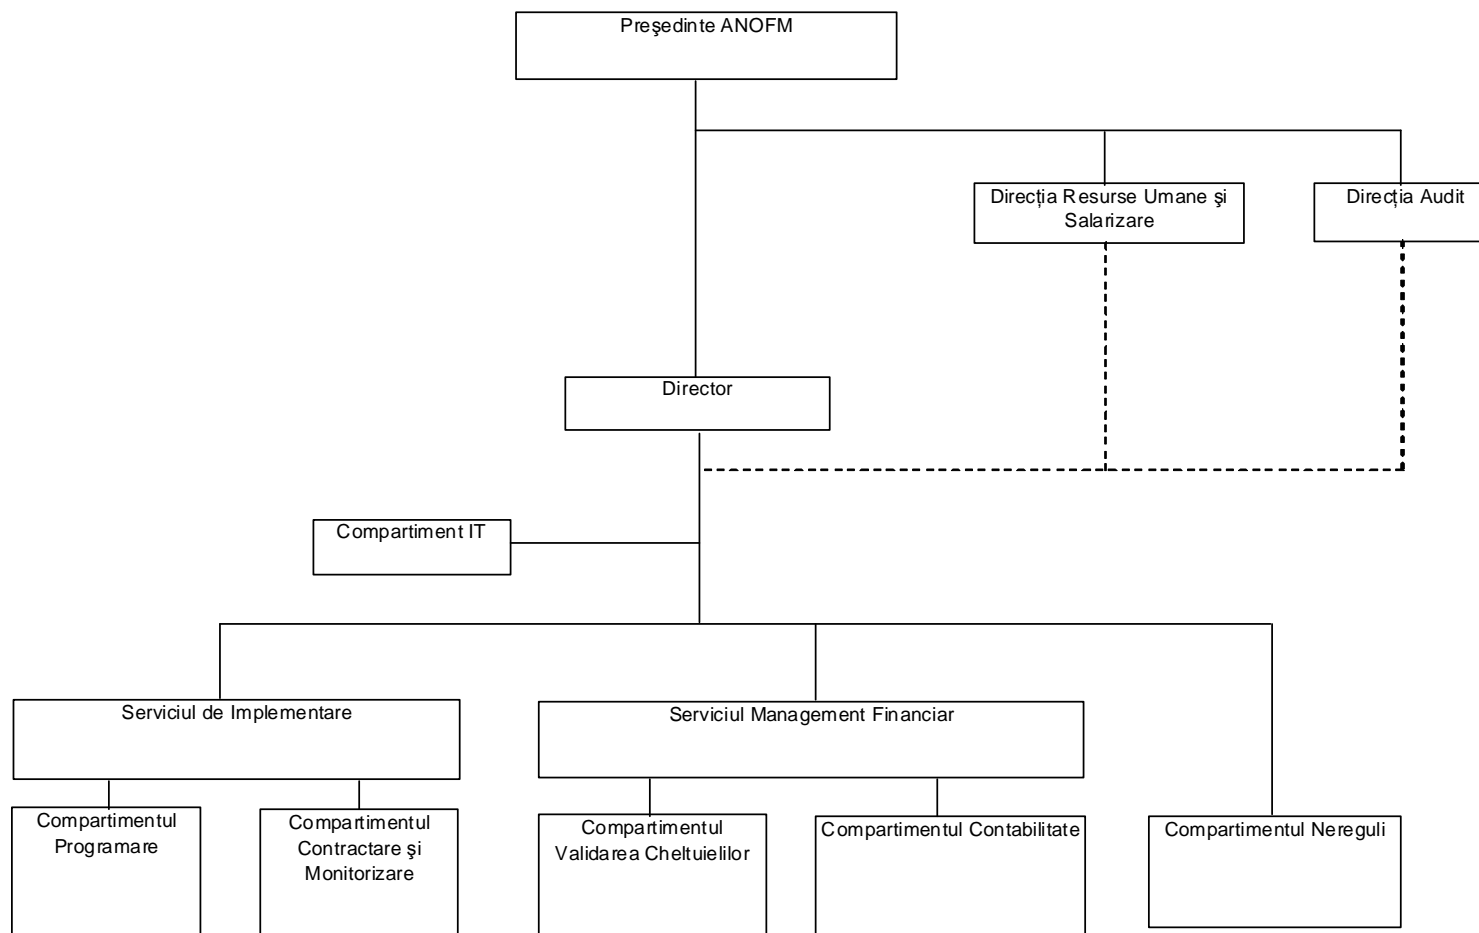 Preşedinte ANOFM
Direcția Resurse Umane şi
Salarizare
Direcția Audit
Director
Compartiment IT
Serviciul de Implementare
Serviciul Management Financiar
Compartimentul
Programare
Compartimentul
Contractare şi
Monitorizare
Compartimentul
Validarea Cheltuielilor
Compartimentul Contabilitate
Compartimentul Nereguli